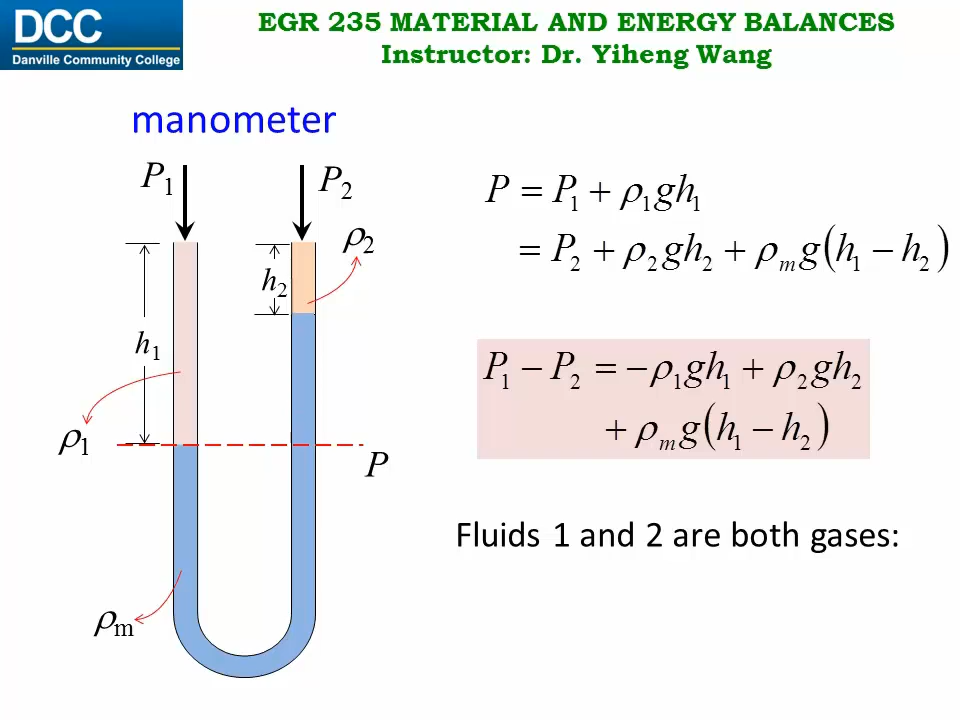 DCC
Danville Community College
EGR 235 MATERIAL AND ENERGY BALANCES
Instructor: Dr. Yiheng Wang
manometer
P₁
P₂
ρ₂
h₂
h₁
ρ₁
P
ρₘ
P = P₁ + ρ₁gh₁
= P₂ + ρ₂gh₂ + ρₘg(h₁ − h₂)
P₁ − P₂ = −ρ₁gh₁ + ρ₂gh₂
+ ρₘg(h₁ − h₂)
Fluids 1 and 2 are both gases: